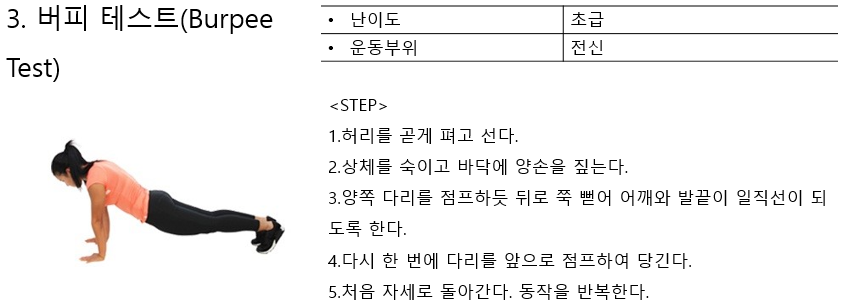 3. 버피 테스트(Burpee
Test)
• 난이도 초급
• 운동부위 전신
<STEP>
1.허리를 곧게 펴고 선다.
2.상체를 숙이고 바닥에 양손을 짚는다.
3.양쪽 다리를 점프하듯 뒤로 쭉 뻗어 어깨와 발끝이 일직선이 되
도록 한다.
4.다시 한 번에 다리를 앞으로 점프하여 당긴다.
5.처음 자세로 돌아간다. 동작을 반복한다.